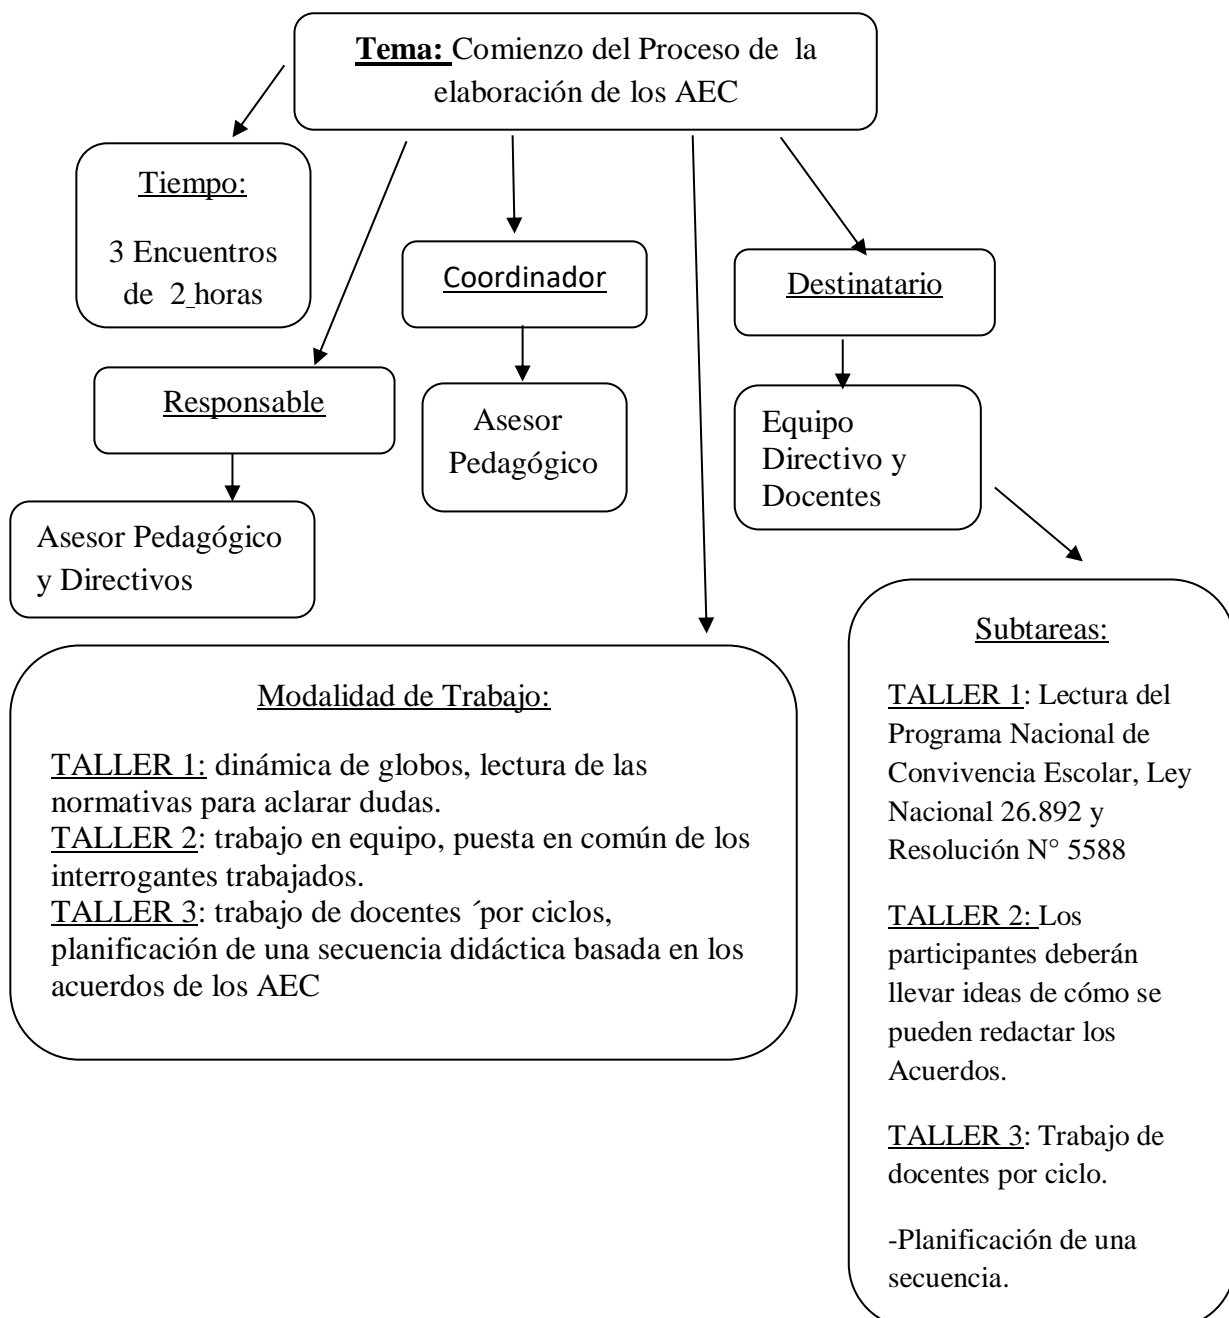 Tema: Comienzo del Proceso de la
elaboración de los AEC
Tiempo:
3 Encuentros
de 2 horas
Coordinador
Destinatario
Responsable
Asesor
Pedagógico
Equipo
Directivo y
Docentes
Asesor Pedagógico
y Directivos
Modalidad de Trabajo:
TALLER 1: dinámica de globos, lectura de las
normativas para aclarar dudas.
TALLER 2: trabajo en equipo, puesta en común de los
interrogantes trabajados.
TALLER 3: trabajo de docentes ´por ciclos,
planificación de una secuencia didáctica basada en los
acuerdos de los AEC
Subtareas:
TALLER 1: Lectura del
Programa Nacional de
Convivencia Escolar, Ley
Nacional 26.892 y
Resolución N° 5588
TALLER 2: Los
participantes deberán
llevar ideas de cómo se
pueden redactar los
Acuerdos.
TALLER 3: Trabajo de
docentes por ciclo.
-Planificación de una
secuencia.